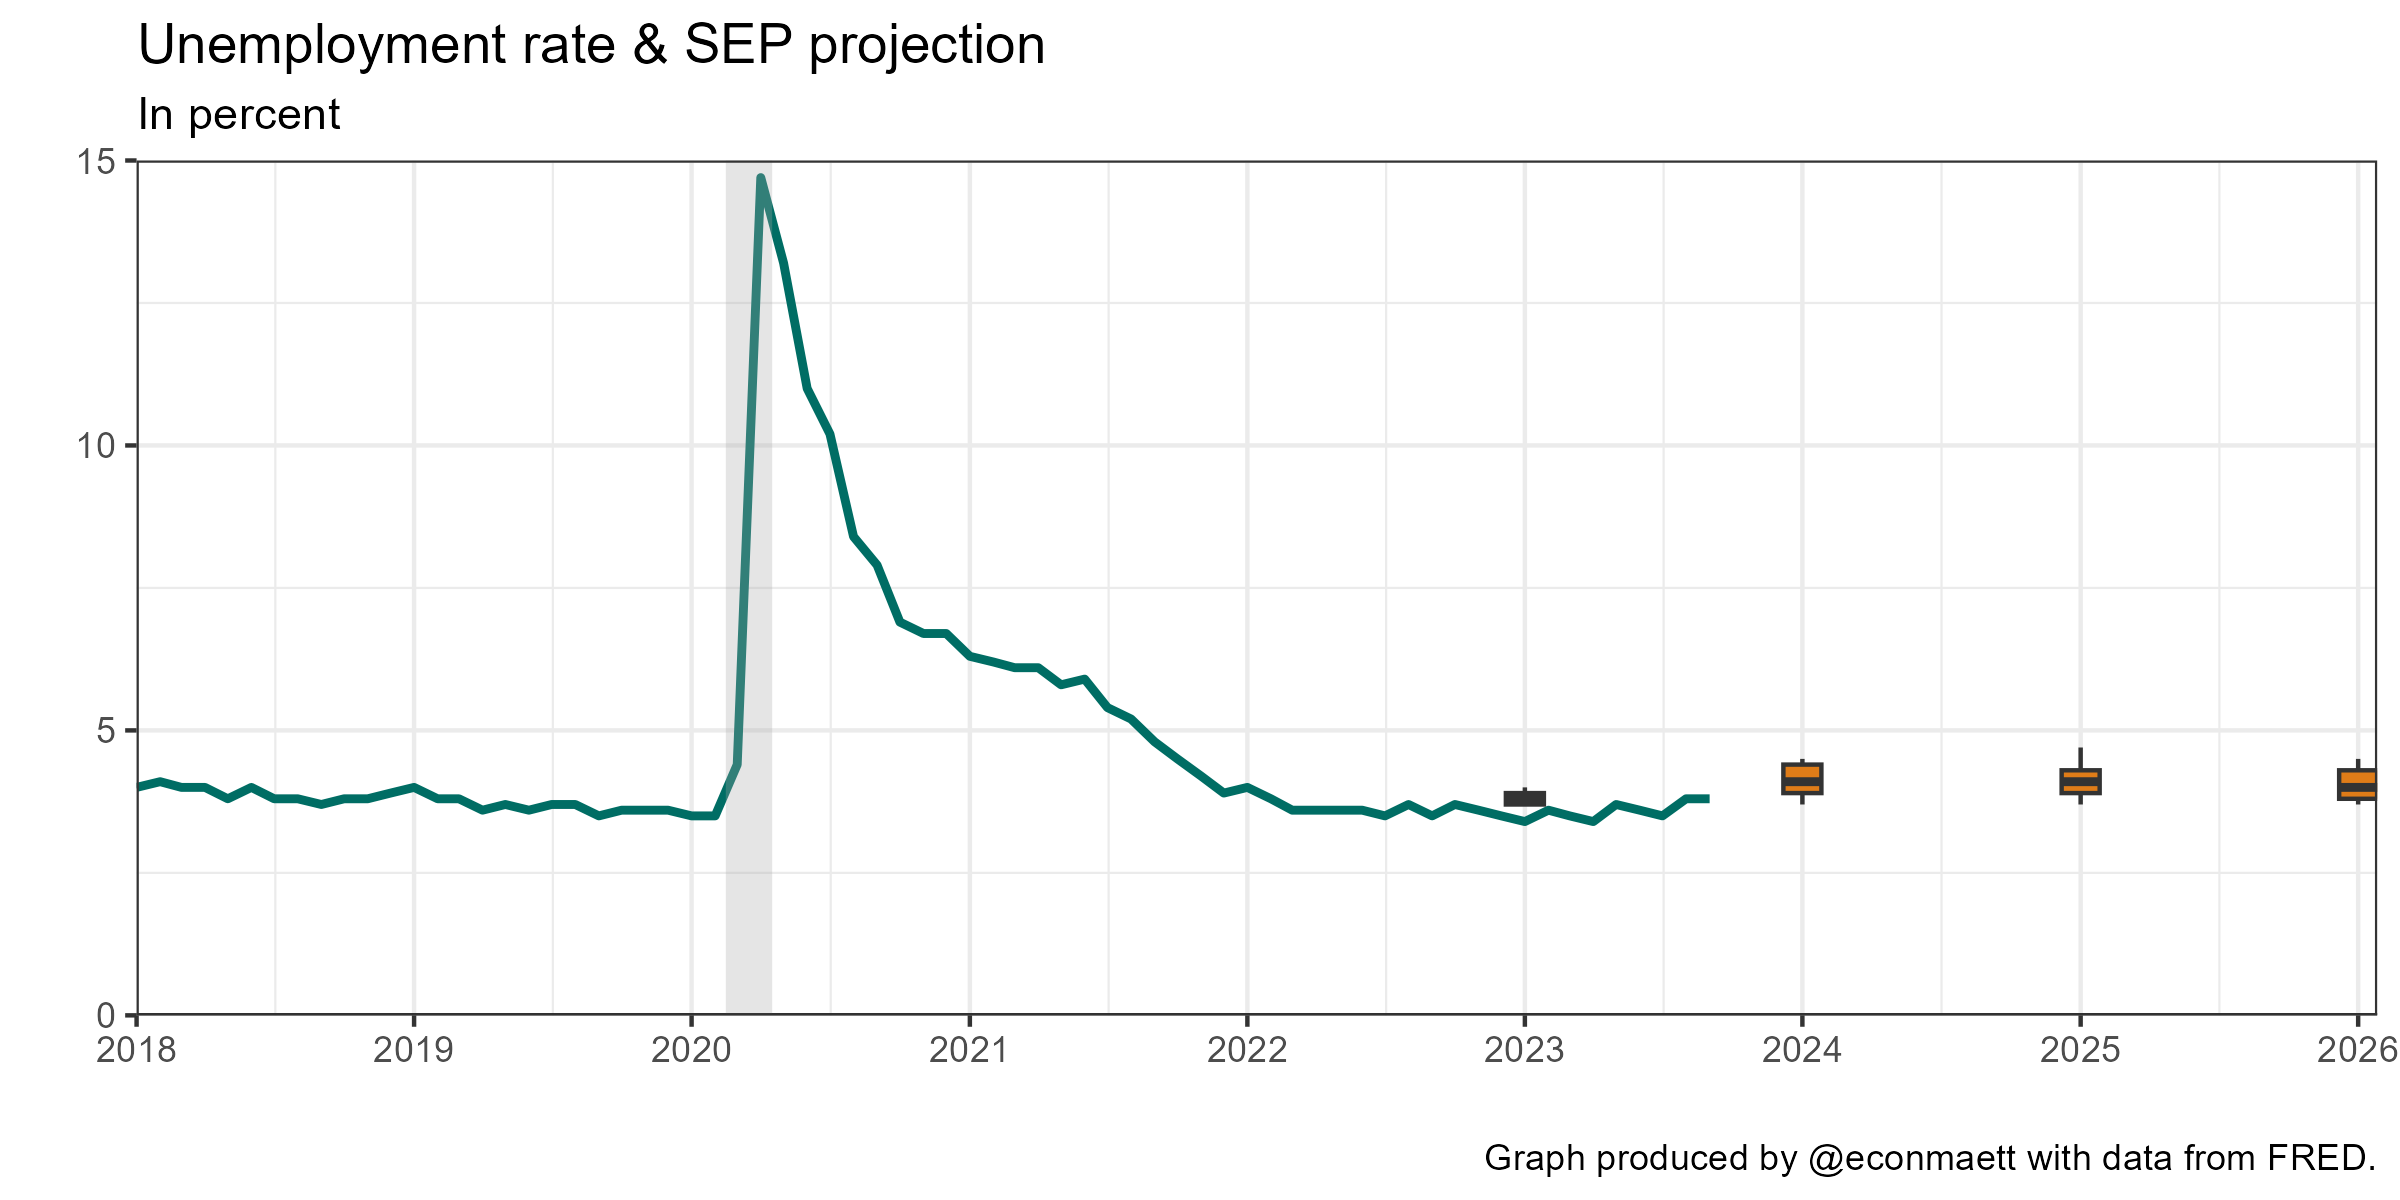 Unemployment rate & SEP projection
In percent
15
10
5
0
2018 2019 2020 2021 2022 2023 2024 2025 2026
Graph produced by @econmaett with data from FRED.